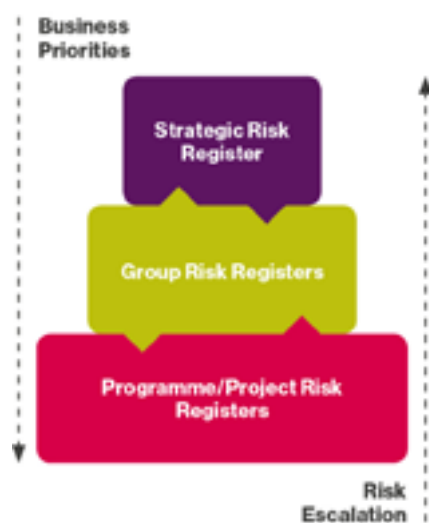 Business
Priorities
Strategic Risk
Register
Group Risk Registers
Programme/Project Risk
Registers
Risk
Escalation